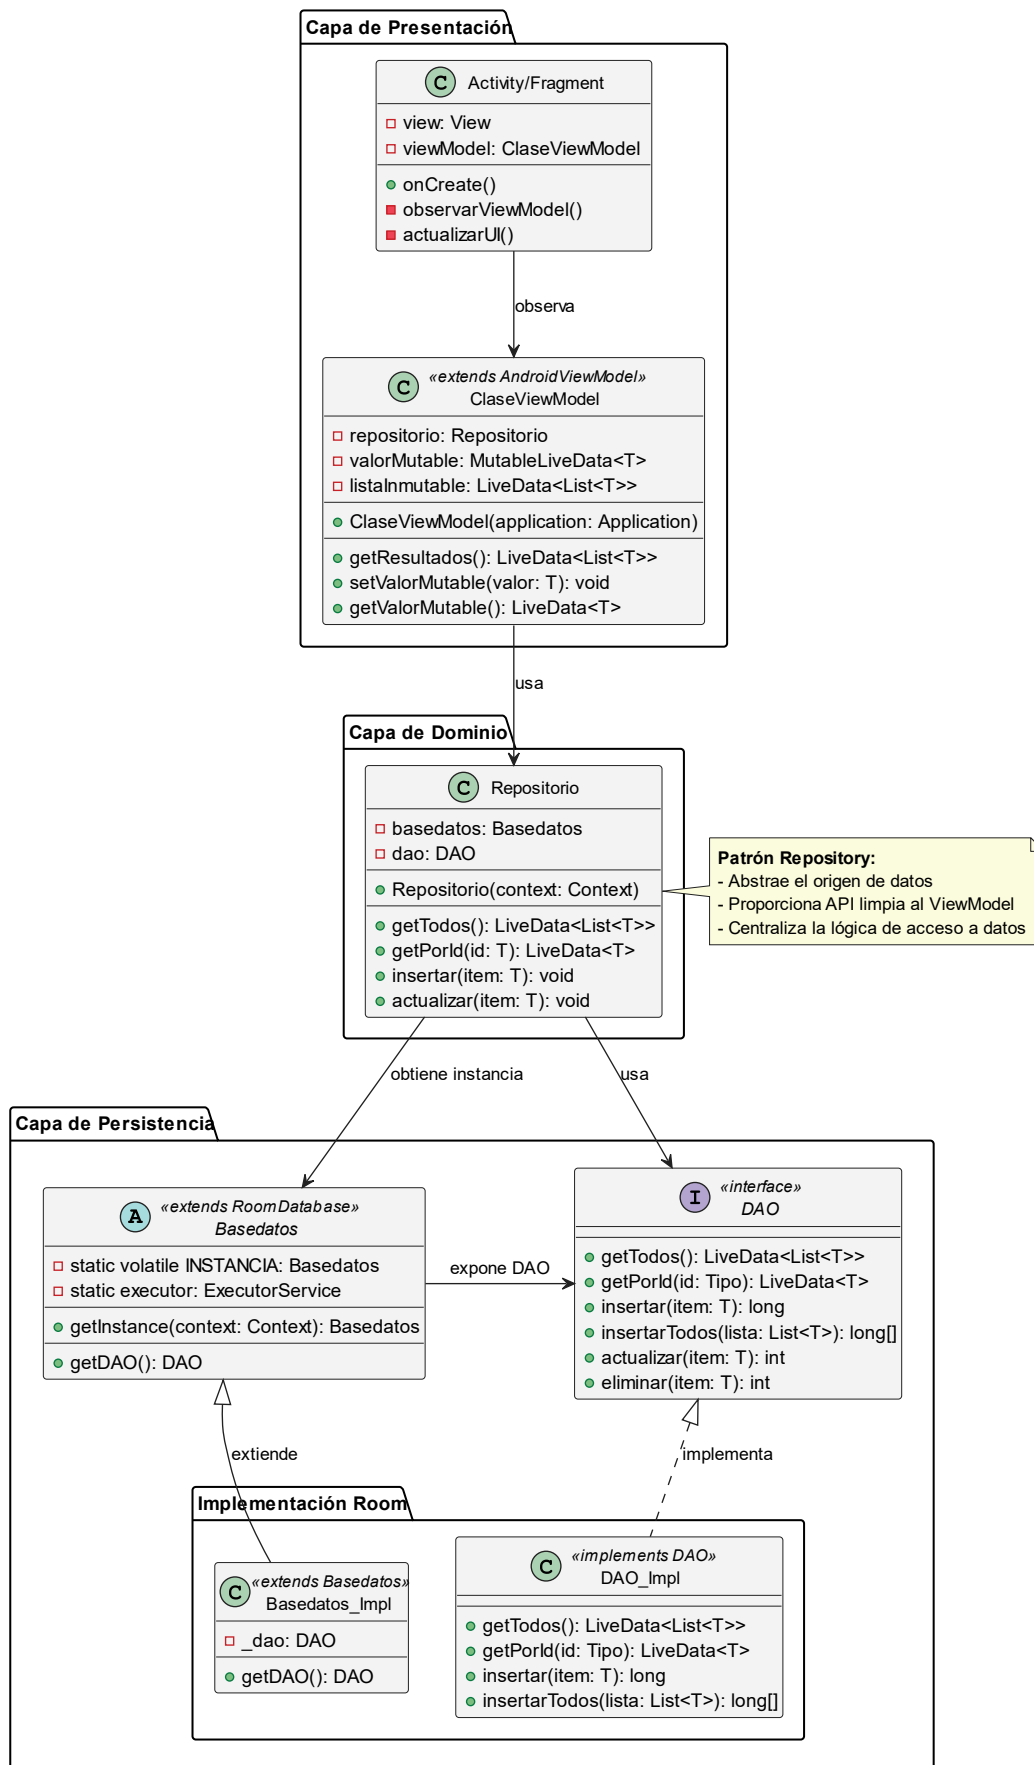 Capa de Presentación
C Activity/Fragment
view: View
viewModel: ClaseViewModel
onCreate()
observarViewModel()
actualizarUI()
observa
«extends AndroidViewModel»
C ClaseViewModel
repositorio: Repositorio
valorMutable: MutableLiveData<T>
listaInmutable: LiveData<List<T>>
ClaseViewModel(application: Application)
getResultados(): LiveData<List<T>>
setValorMutable(valor: T): void
getValorMutable(): LiveData<T>
usa
Capa de Dominio
C Repositorio
basedatos: Basedatos
dao: DAO
Repositorio(context: Context)
getTodos(): LiveData<List<T>>
getPorId(id: T): LiveData<T>
insertar(item: T): void
actualizar(item: T): void
Patrón Repository:
- Abstrae el origen de datos
- Proporciona API limpia al ViewModel
- Centraliza la lógica de acceso a datos
obtiene instancia
usa
Capa de Persistencia
«extends RoomDatabase»
A Basedatos
static volatile INSTANCIA: Basedatos
static executor: ExecutorService
getInstance(context: Context): Basedatos
getDAO(): DAO
expone DAO
«interface»
I DAO
getTodos(): LiveData<List<T>>
getPorId(id: Tipo): LiveData<T>
insertar(item: T): long
insertarTodos(lista: List<T>): long[]
actualizar(item: T): int
eliminar(item: T): int
extiende
implementa
Implementación Room
«extends Basedatos»
C Basedatos_Impl
_dao: DAO
getDAO(): DAO
«implements DAO»
C DAO_Impl
getTodos(): LiveData<List<T>>
getPorId(id: Tipo): LiveData<T>
insertar(item: T): long
insertarTodos(lista: List<T>): long[]